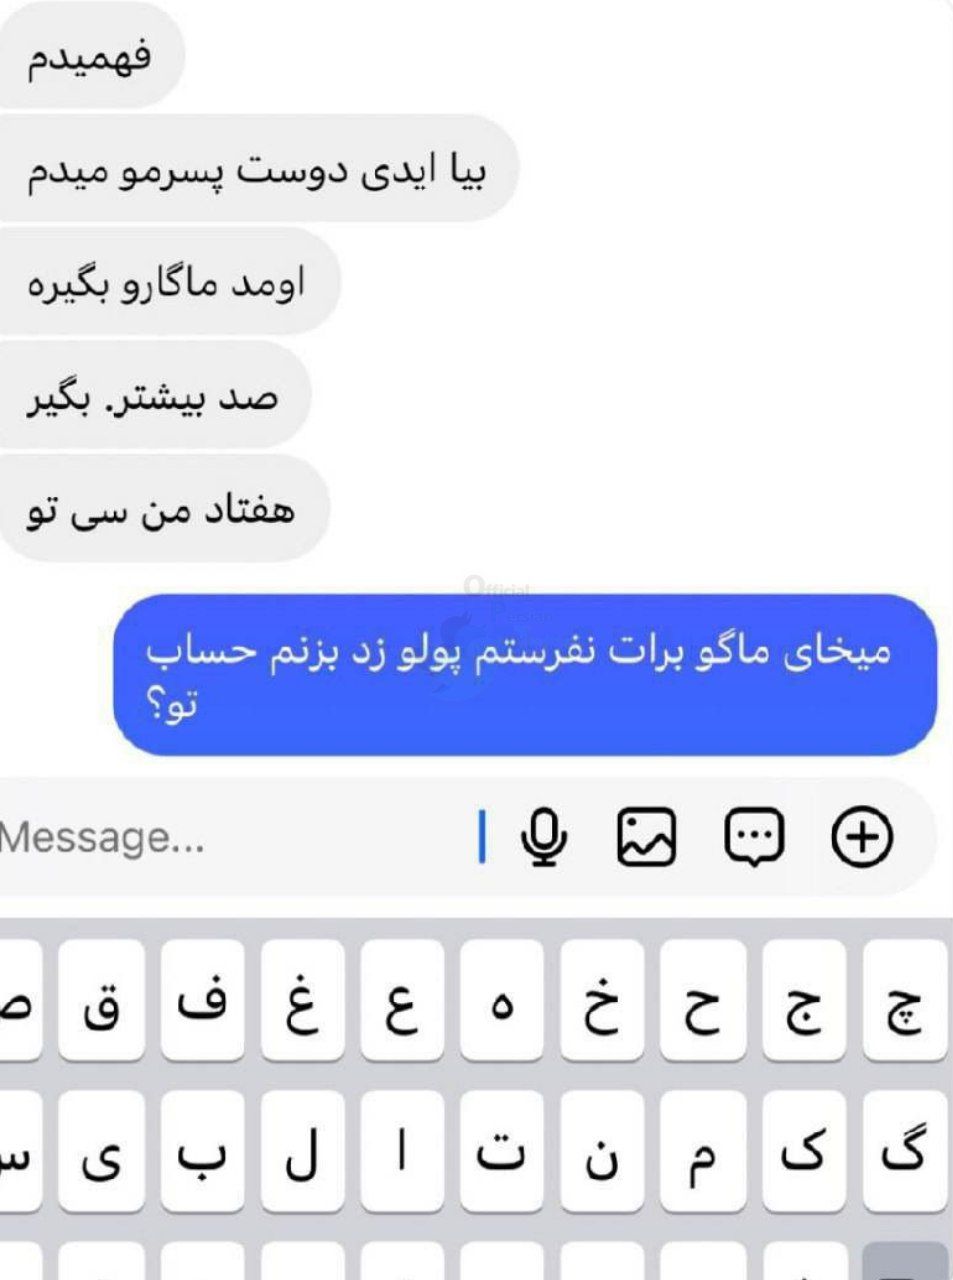 فهمیدم
بیا ایدی دوست پسرمو میدم
اومد ماگارو بگیره
صد بیشتر. بگیر
هفتاد من سی تو
Official
Persian
میخای ماگو برات نفرستم پولو زد بزنم حساب
تو؟
Message...
ص ق ف غ ع ه خ ح ج چ
س ی ب ل ا ت ن م ک گ